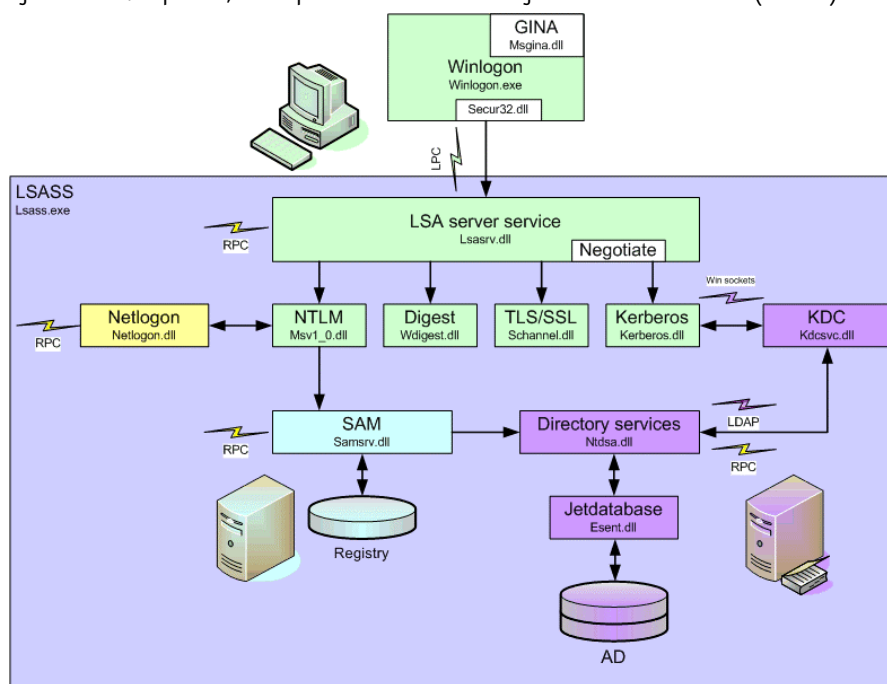 GINA
Msgina.dll
Winlogon
Winlogon.exe
Secur32.dll
LPC
LSASS
Lsass.exe
RPC
LSA server service
Lsasrv.dll
Negotiate
Win sockets
RPC
Netlogon
Netlogon.dll
NTLM
Msv1_0.dll
Digest
Wdigest.dll
TLS/SSL
Schannel.dll
Kerberos
Kerberos.dll
KDC
Kdcsvc.dll
RPC
SAM
Samsrv.dll
Directory services
Ntdsa.dll
LDAP
RPC
Registry
Jetdatabase
Esent.dll
AD